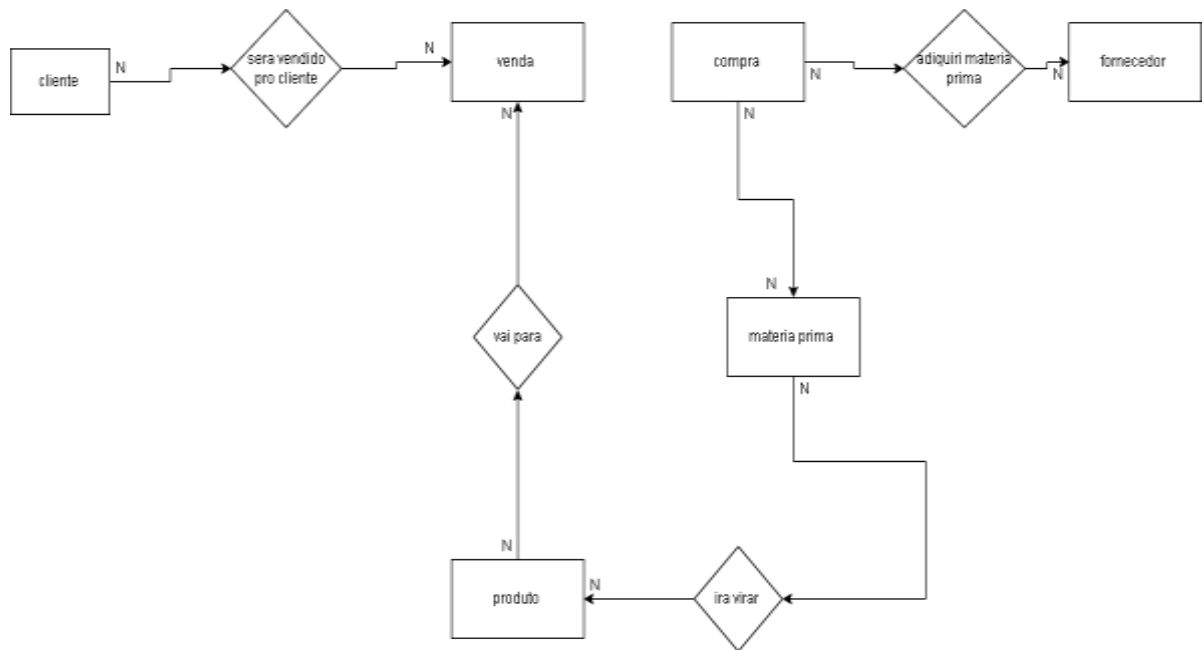 cliente
N
sera vendido
pro cliente
N
venda
N
compra
N
N
adiquiri materia
prima
N
fornecedor
N
materia prima
N
vai para
N
produto
N
ira virar